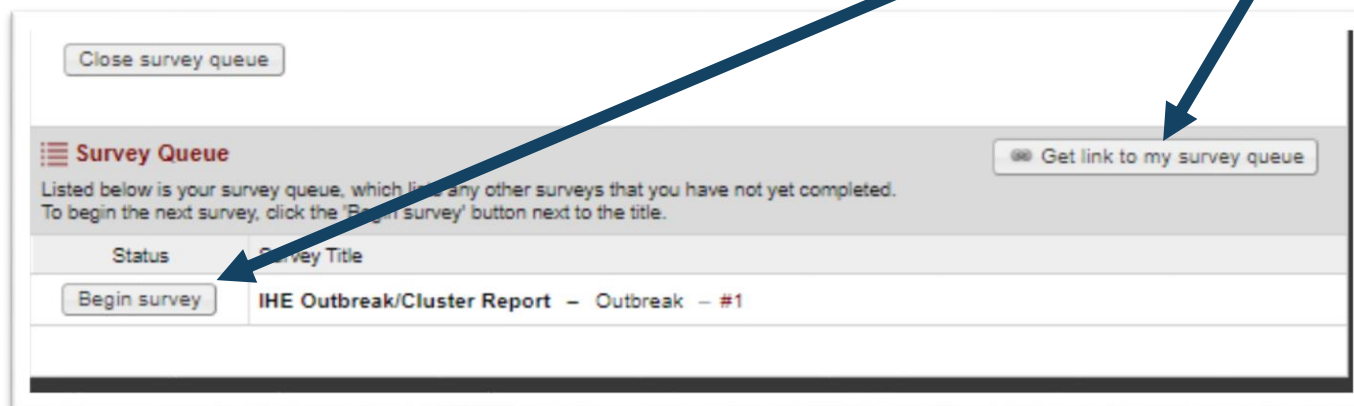 Close survey queue
Survey Queue
Get link to my survey queue
Listed below is your survey queue, which lists any other surveys that you have not yet completed.
To begin the next survey, click the 'Begin survey' button next to the title.
Status Survey Title
Begin survey IHE Outbreak/Cluster Report – Outbreak – #1